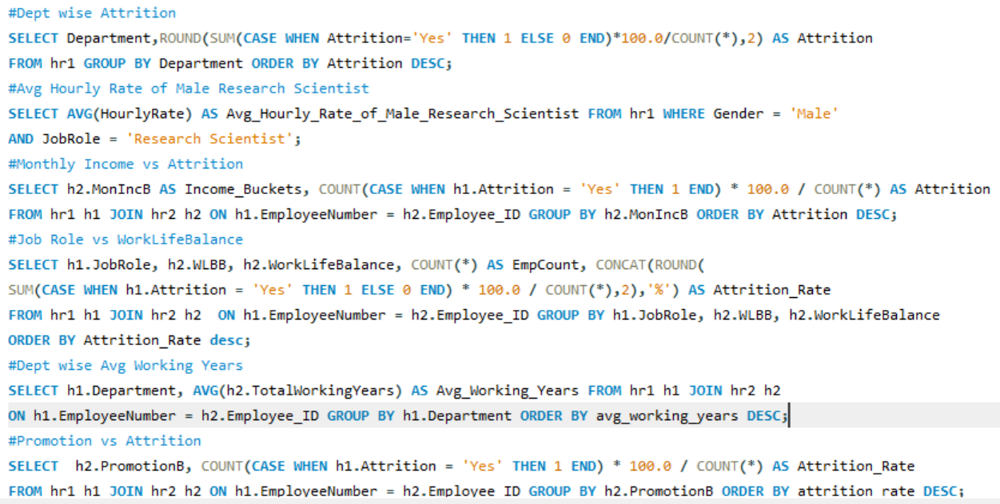 #Dept wise Attrition
SELECT Department,ROUND(SUM(CASE WHEN Attrition='Yes' THEN 1 ELSE 0 END)*100.0/COUNT(*),2) AS Attrition
FROM hr1 GROUP BY Department ORDER BY Attrition DESC;
#Avg Hourly Rate of Male Research Scientist
SELECT AVG(HourlyRate) AS Avg_Hourly_Rate_of_Male_Research_Scientist FROM hr1 WHERE Gender = 'Male'
AND JobRole = 'Research Scientist';
#Monthly Income vs Attrition
SELECT h2.MonIncB AS Income_Buckets, COUNT(CASE WHEN h1.Attrition = 'Yes' THEN 1 END) * 100.0 / COUNT(*) AS Attrition
FROM hr1 h1 JOIN hr2 h2 ON h1.EmployeeNumber = h2.Employee_ID GROUP BY h2.MonIncB ORDER BY Attrition DESC;
#Job Role vs WorkLifeBalance
SELECT h1.JobRole, h2.WLBB, h2.WorkLifeBalance, COUNT(*) AS EmpCount, CONCAT(ROUND(
SUM(CASE WHEN h1.Attrition = 'Yes' THEN 1 ELSE 0 END) * 100.0 / COUNT(*),2),'%') AS Attrition_Rate
FROM hr1 h1 JOIN hr2 h2  ON h1.EmployeeNumber = h2.Employee_ID GROUP BY h1.JobRole, h2.WLBB, h2.WorkLifeBalance
ORDER BY Attrition_Rate desc;
#Dept wise Avg Working Years
SELECT h1.Department, AVG(h2.TotalWorkingYears) AS Avg_Working_Years FROM hr1 h1 JOIN hr2 h2
ON h1.EmployeeNumber = h2.Employee_ID GROUP BY h1.Department ORDER BY avg_working_years DESC;
#Promotion vs Attrition
SELECT  h2.PromotionB, COUNT(CASE WHEN h1.Attrition = 'Yes' THEN 1 END) * 100.0 / COUNT(*) AS Attrition_Rate
FROM hr1 h1 JOIN hr2 h2 ON h1.EmployeeNumber = h2.Employee_ID GROUP BY h2.PromotionB ORDER BY attrition_rate DESC;